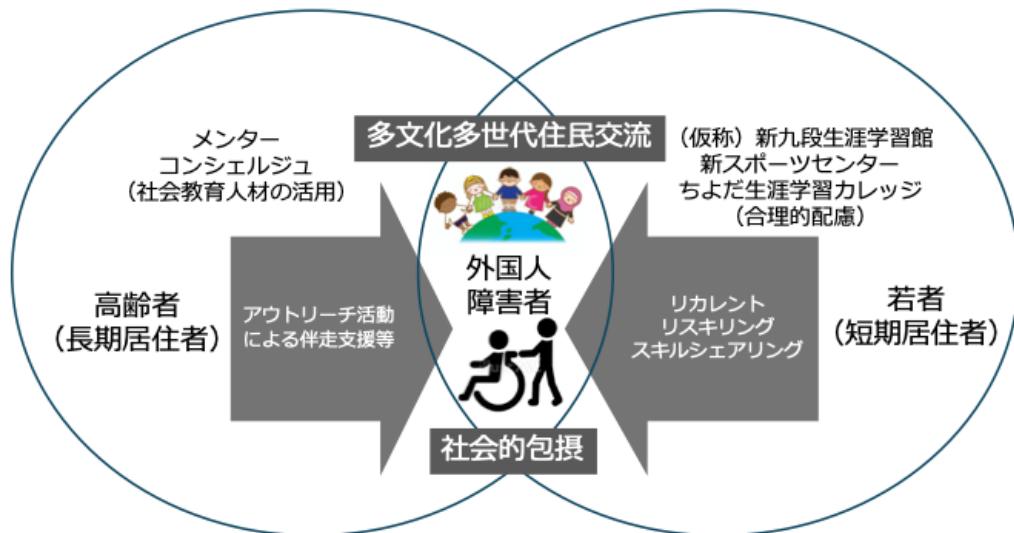 多文化多世代住民交流
メンター
コンシェルジュ
（社会教育人材の活用）
高齢者
（長期居住者）
アウトリーチ活動
による伴走支援等
外国人
障害者
社会的包摂
（仮称）新九段生涯学習館
新スポーツセンター
ちよだ生涯学習カレッジ
（合理的配慮）
リカレント
リスキリング
スキルシェアリング
若者
（短期居住者）